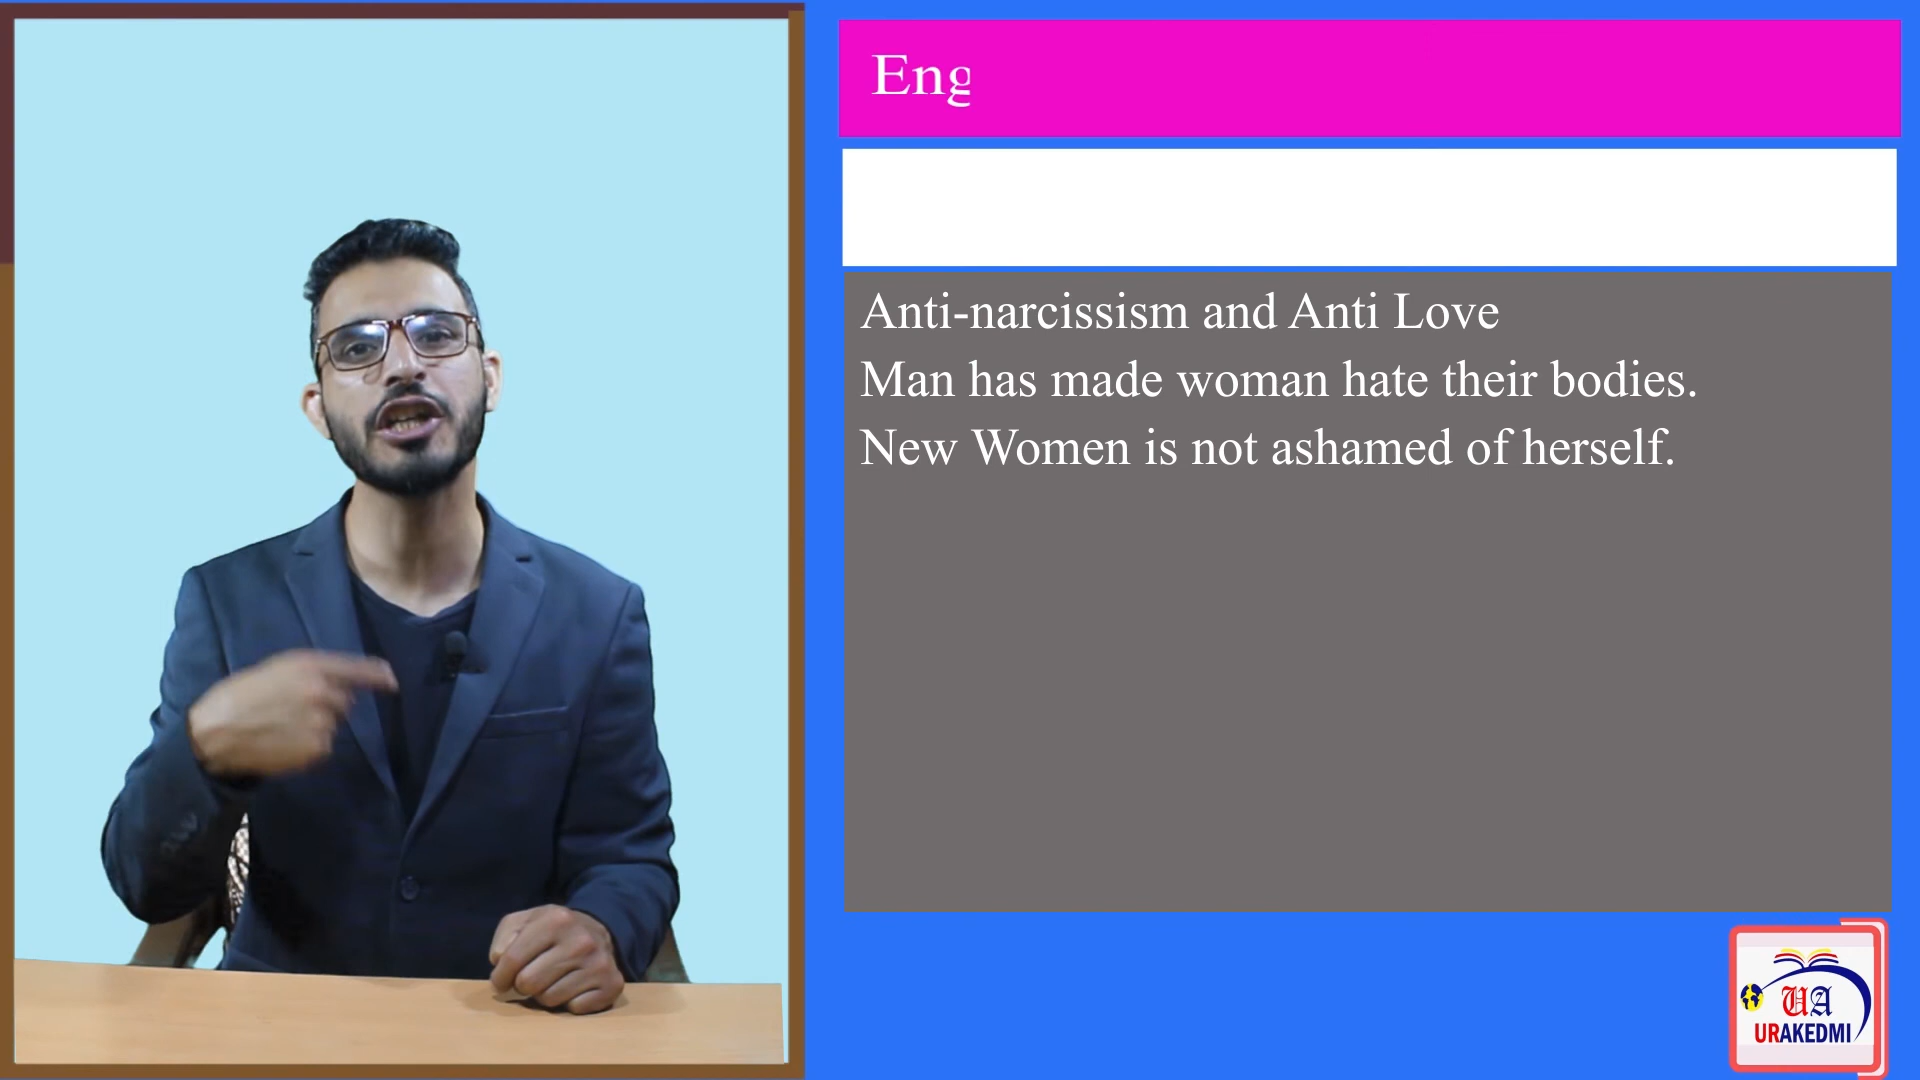 Eng
Anti-narcissism and Anti Love
Man has made woman hate their bodies.
New Women is not ashamed of herself.
UA
URAKEDMI